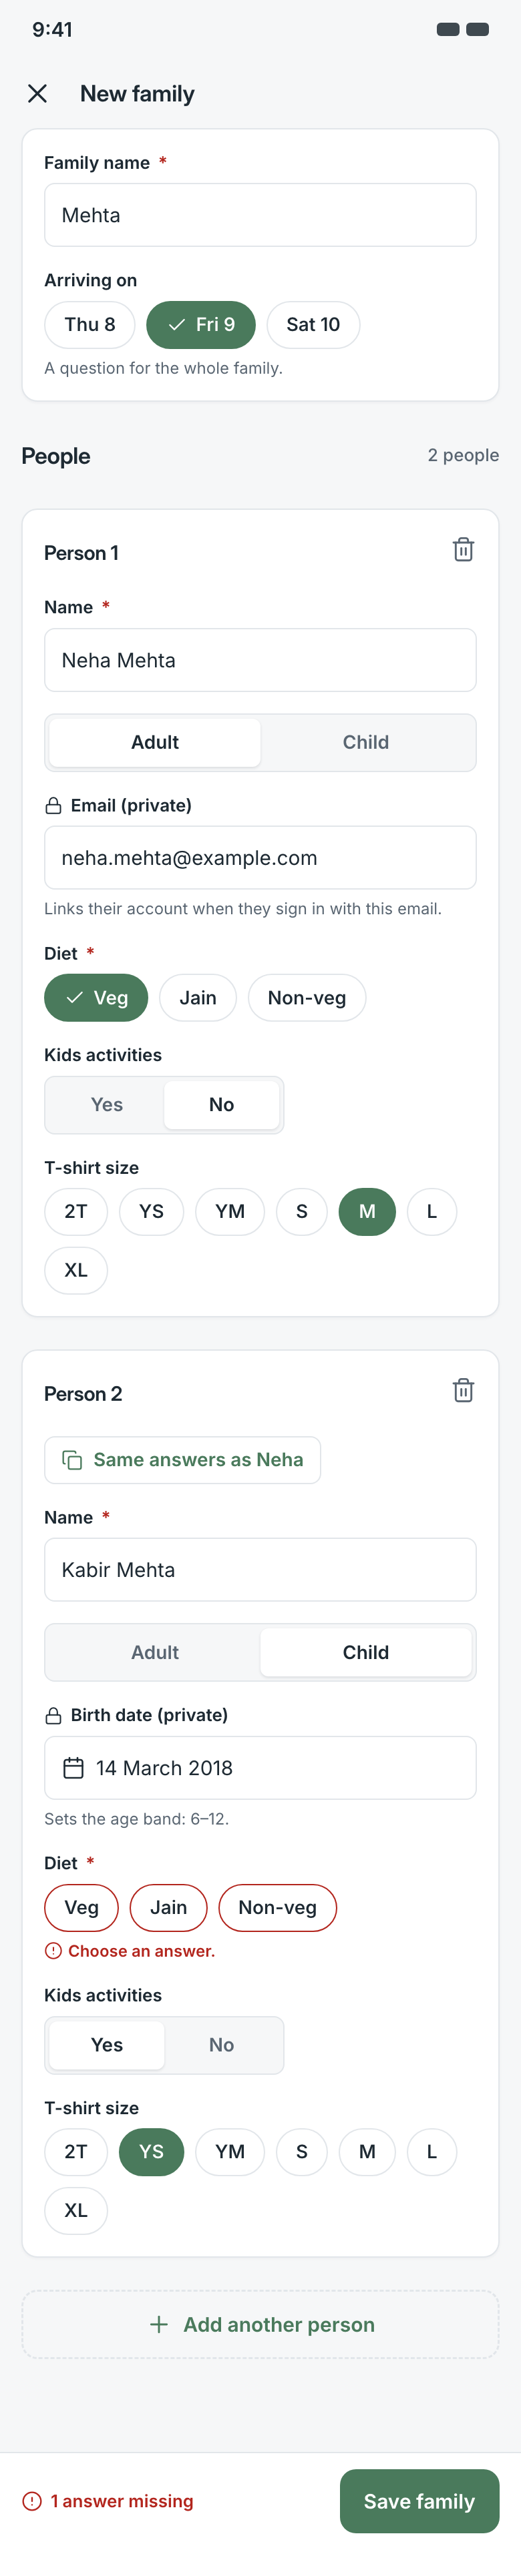 9:41
New family
Family name *
Mehta
Arriving on
Thu 8 Fri 9 Sat 10
A question for the whole family.
People 2 people
Person 1
Name *
Neha Mehta
Adult Child
Email (private)
neha.mehta@example.com
Links their account when they sign in with this email.
Diet *
Veg Jain Non-veg
Kids activities
Yes No
T-shirt size
2T YS YM S M L
XL
Person 2
Same answers as Neha
Name *
Kabir Mehta
Adult Child
Birth date (private)
14 March 2018
Sets the age band: 6–12.
Diet *
Veg Jain Non-veg
Choose an answer.
Kids activities
Yes No
T-shirt size
2T YS YM S M L
XL
Add another person
1 answer missing Save family